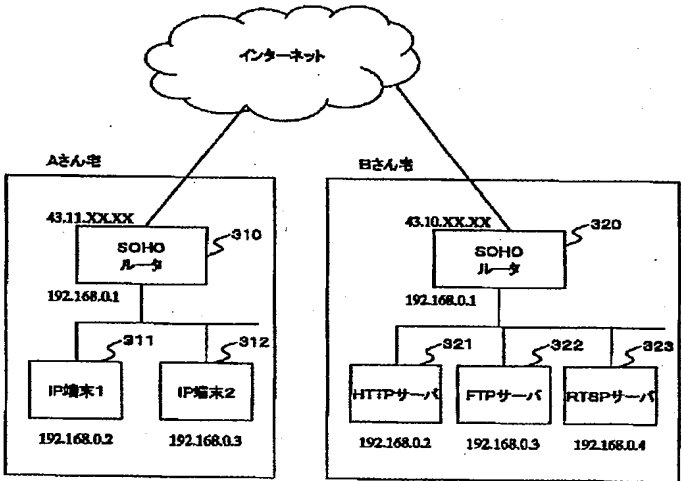 インターネット
Aさん宅
Bさん宅
43.11.XX.XX
310
SOHO
ルータ
192.168.0.1
311
312
IP端末1
IP端末2
192.168.0.2
192.168.0.3
43.10.XX.XX
320
SOHO
ルータ
192.168.0.1
321
322
323
HTTPサーバ
FTPサーバ
RTSPサーバ
192.168.0.2
192.168.0.3
192.168.0.4